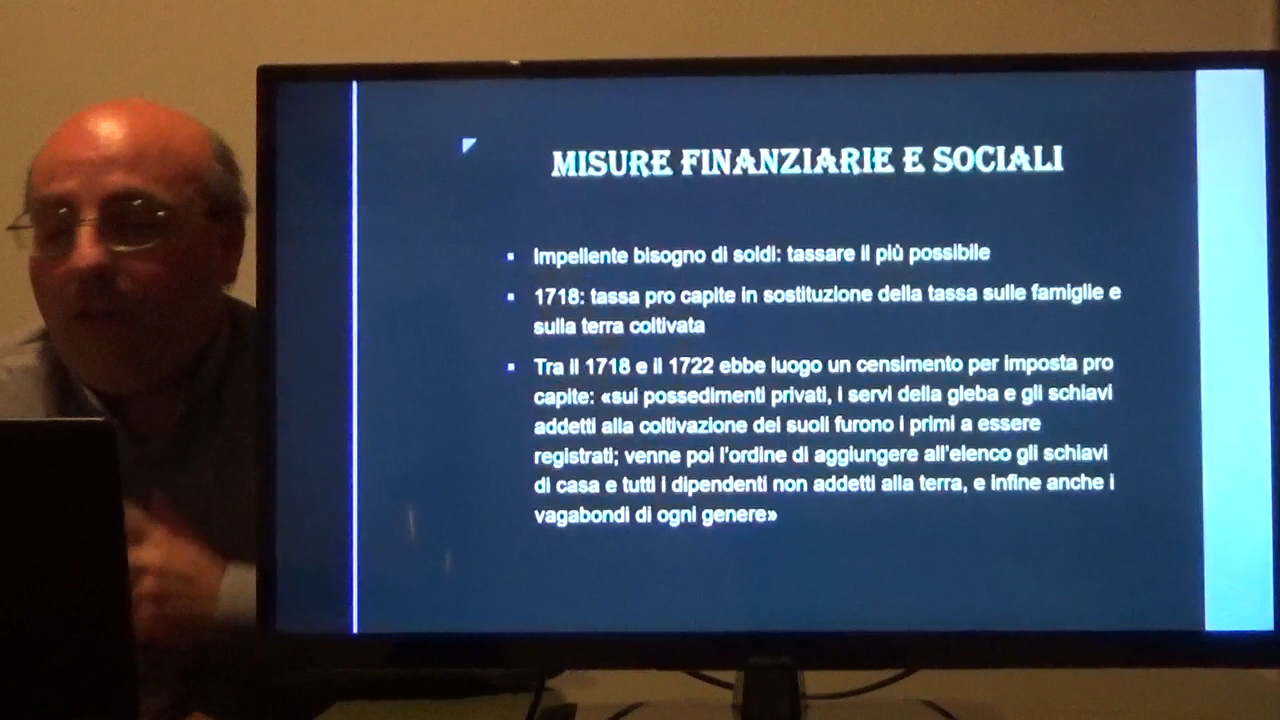 MISURE FINANZIARIE E SOCIALI
▪ Impellente bisogno di soldi: tassare il più possibile
▪ 1718: tassa pro capite in sostituzione della tassa sulle famiglie e
sulla terra coltivata
▪ Tra il 1718 e il 1722 ebbe luogo un censimento per imposta pro
capite: «sui possedimenti privati, i servi della gleba e gli schiavi
addetti alla coltivazione dei suoli furono i primi a essere
registrati; venne poi l'ordine di aggiungere all'elenco gli schiavi
di casa e tutti i dipendenti non addetti alla terra, e infine anche i
vagabondi di ogni genere»